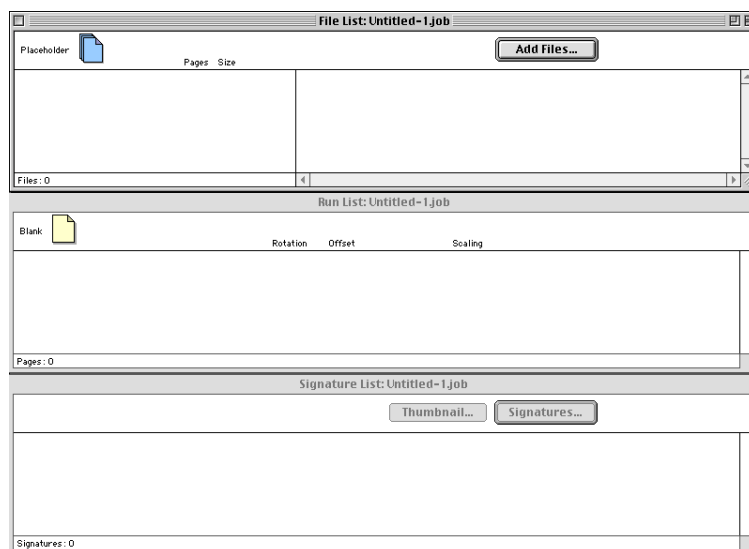 File List: Untitled-1.job
Placeholder
Add Files...
Pages Size
Files: 0
Run List: Untitled-1.job
Blank
Rotation Offset Scaling
Pages: 0
Signature List: Untitled-1.job
Thumbnail... Signatures...
Signatures: 0